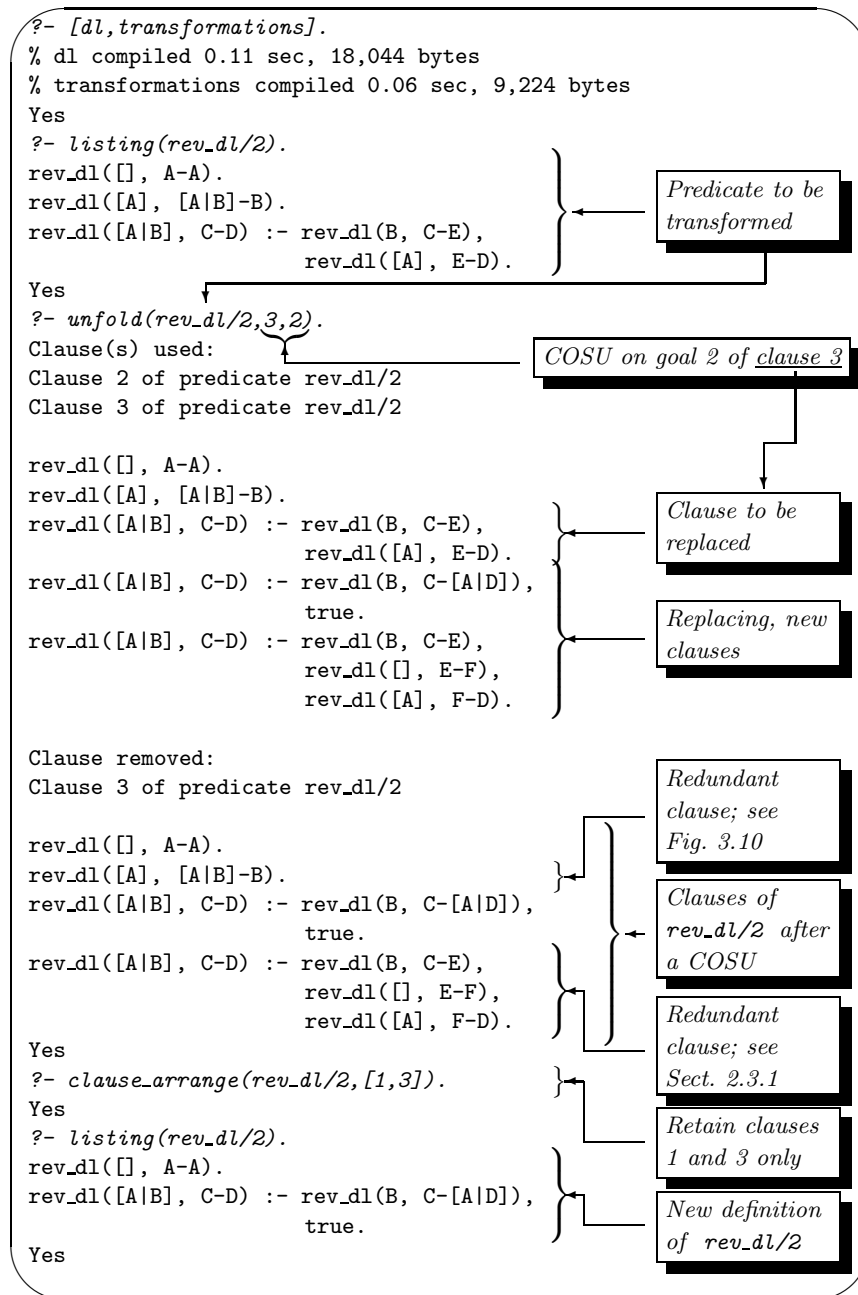 ?- [dl,transformations].
% dl compiled 0.11 sec, 18,044 bytes
% transformations compiled 0.06 sec, 9,224 bytes
Yes
?- listing(rev_dl/2).
rev_dl([], A-A).
rev_dl([A], [A|B]-B).
rev_dl([A|B], C-D) :- rev_dl(B, C-E),
rev_dl([A], E-D).
Predicate to be
transformed
Yes
?- unfold(rev_dl/2,3,2).
Clause(s) used:
COSU on goal 2 of clause 3
Clause 2 of predicate rev_dl/2
Clause 3 of predicate rev_dl/2
rev_dl([], A-A).
rev_dl([A], [A|B]-B).
rev_dl([A|B], C-D) :- rev_dl(B, C-E),
rev_dl([A], E-D).
Clause to be
replaced
rev_dl([A|B], C-D) :- rev_dl(B, C-[A|D]),
true.
rev_dl([A|B], C-D) :- rev_dl(B, C-E),
rev_dl([], E-F),
rev_dl([A], F-D).
Replacing, new
clauses
Clause removed:
Clause 3 of predicate rev_dl/2
Redundant
clause; see
Fig. 3.10
rev_dl([], A-A).
rev_dl([A], [A|B]-B).
rev_dl([A|B], C-D) :- rev_dl(B, C-[A|D]),
true.
rev_dl([A|B], C-D) :- rev_dl(B, C-E),
rev_dl([], E-F),
rev_dl([A], F-D).
Clauses of
rev_dl/2 after
a COSU
Redundant
clause; see
Sect. 2.3.1
Yes
?- clause_arrange(rev_dl/2,[1,3]).
Yes
Retain clauses
1 and 3 only
?- listing(rev_dl/2).
rev_dl([], A-A).
rev_dl([A|B], C-D) :- rev_dl(B, C-[A|D]),
true.
New definition
of rev_dl/2
Yes